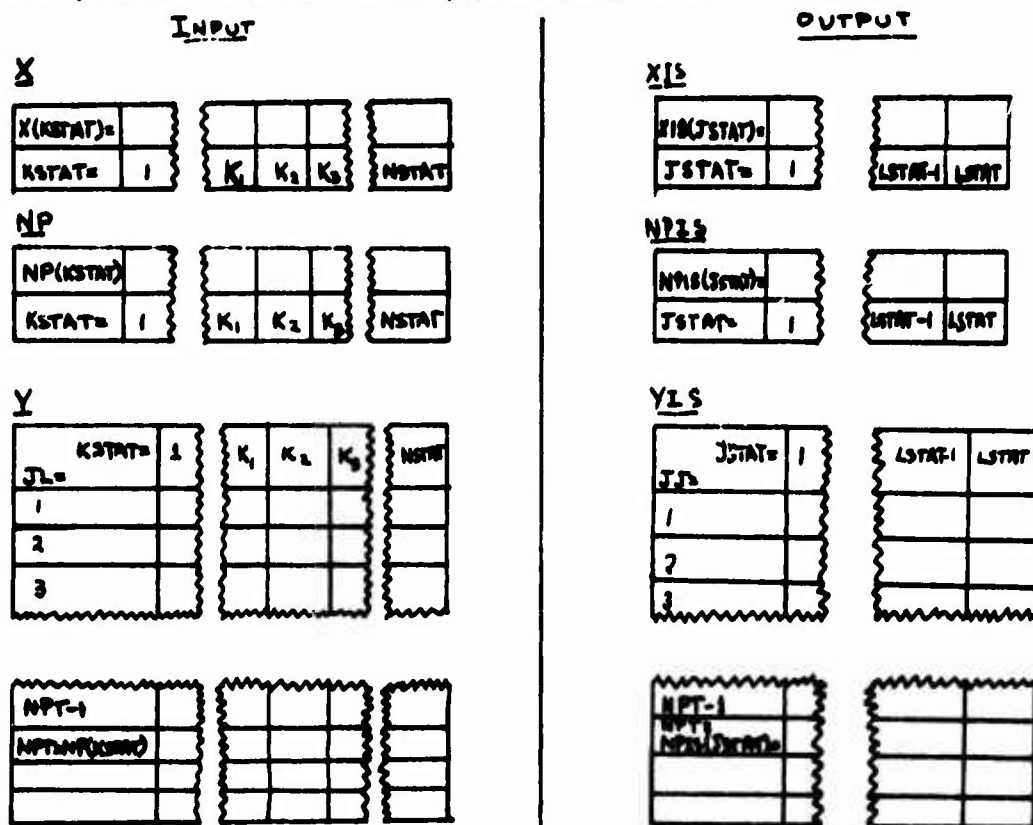 INPUT
X
X(KSTAT)=
KSTAT= 1 K₁ K₂ K₃ NSTAT
NP
NP(KSTAT)
KSTAT= 1 K₁ K₂ K₃ NSTAT
Y
KSTAT= 1 K₁ K₂ K₃ NSTAT
JL=
1
2
3
NPT-1
NPT=NP(KSTAT)
OUTPUT
XIS
XIS(JSTAT)=
JSTAT= 1 LSTAT-1 LSTAT
NPIS
NPIS(JSTAT)=
JSTAT= 1 LSTAT-1 LSTAT
YIS
JSTAT= 1 LSTAT-1 LSTAT
1
2
3
NPT-1
NPIS(JSTAT)=